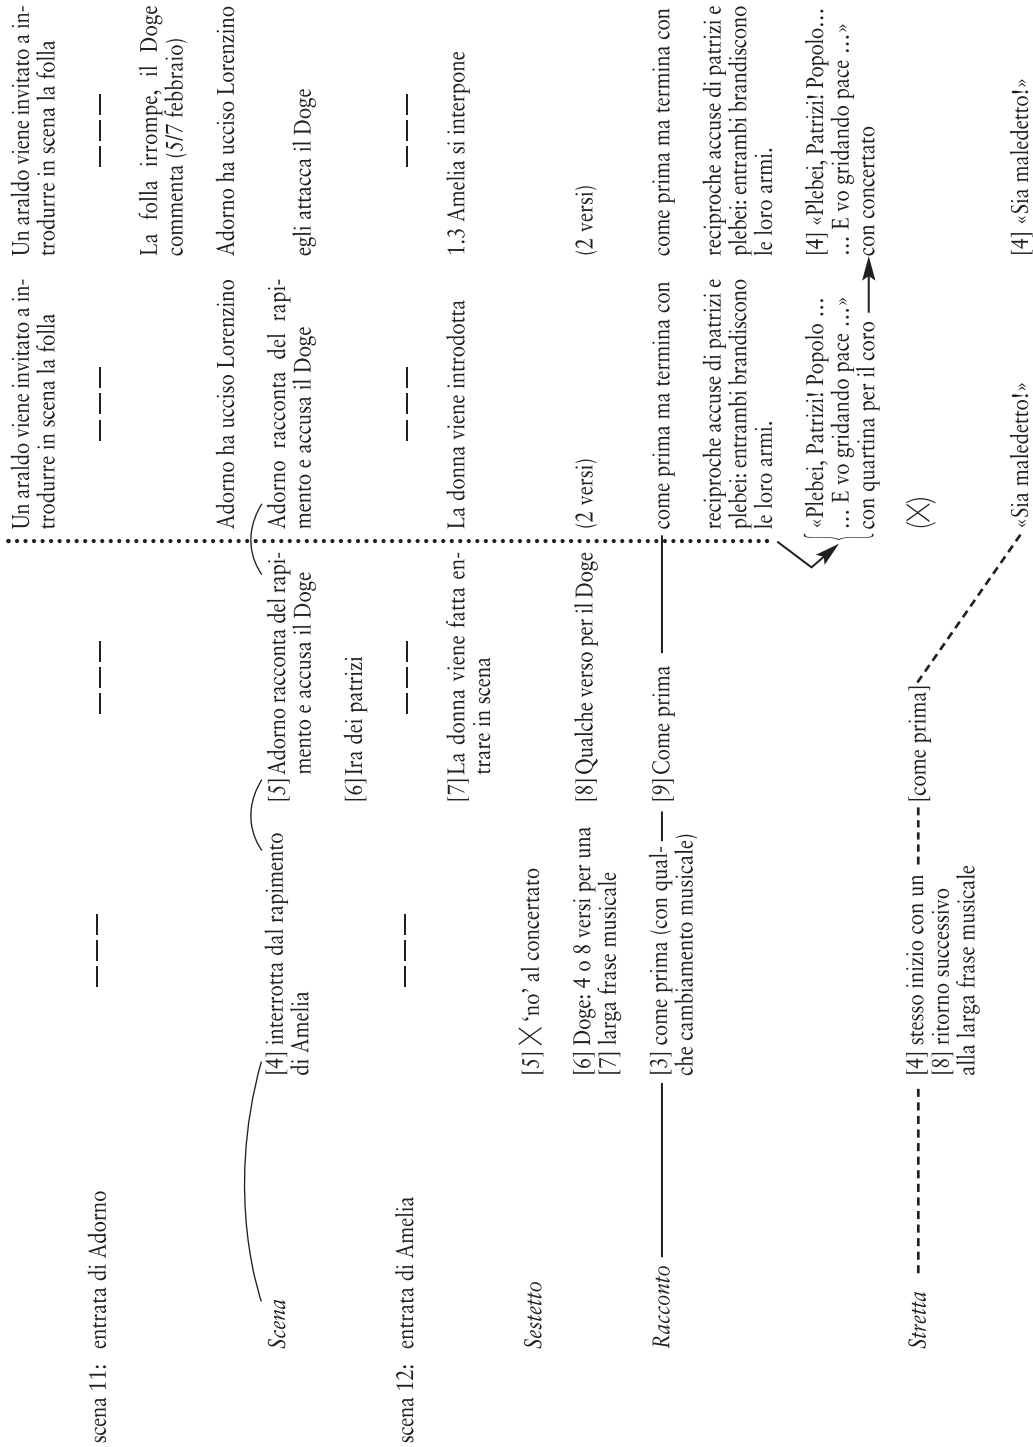 scena 11: entrata di Adorno
Scena
scena 12: entrata di Amelia
Sestetto
Racconto
Stretta
– – –
[4] interrotta dal rapimento
di Amelia
– – –
[5] X ‘no’ al concertato
[6] Doge: 4 o 8 versi per una
[7] larga frase musicale
[3] come prima (con qual-
che cambiamento musicale)
[4] stesso inizio con un
[8] ritorno successivo
alla larga frase musicale
– – –
[5] Adorno racconta del rapi-
mento e accusa il Doge
[6] Ira dei patrizi
– – –
[7] La donna viene fatta en-
trare in scena
[8] Qualche verso per il Doge
[9] Come prima
[come prima]
Un araldo viene invitato a in-
trodurre in scena la folla
– – –
Adorno ha ucciso Lorenzino
Adorno racconta del rapi-
mento e accusa il Doge
– – –
La donna viene introdotta
(2 versi)
come prima ma termina con
reciproche accuse di patrizi e
plebei: entrambi brandiscono
le loro armi.
«Plebei, Patrizi! Popolo …
… E vo gridando pace …»
con quartina per il coro
(X)
«Sia maledetto!»
Un araldo viene invitato a in-
trodurre in scena la folla
– – –
La folla irrompe, il Doge
commenta (5/7 febbraio)
Adorno ha ucciso Lorenzino
egli attacca il Doge
– – –
1.3 Amelia si interpone
(2 versi)
come prima ma termina con
reciproche accuse di patrizi e
plebei: entrambi brandiscono
le loro armi.
[4] «Plebei, Patrizi! Popolo…
… E vo gridando pace …»
con concertato
[4] «Sia maledetto!»